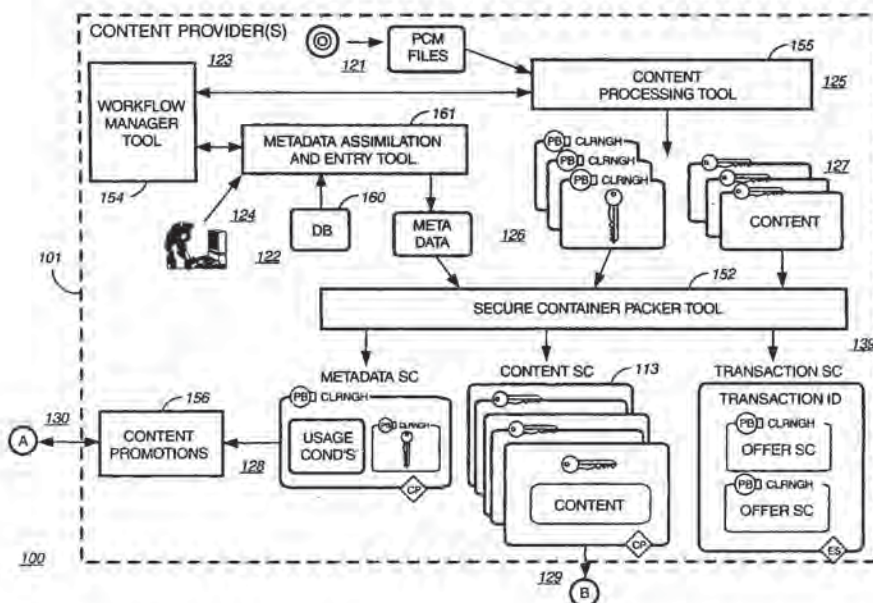 CONTENT PROVIDER(S)
123
121
PCM
FILES
155
CONTENT
PROCESSING TOOL
125
WORKFLOW
MANAGER
TOOL
154
161
METADATA ASSIMILATION
AND ENTRY TOOL
124
122
DB
160
META
DATA
126
PB CLRNGH
PB CLRNGH
PB CLRNGH
127
CONTENT
101
152
SECURE CONTAINER PACKER TOOL
139
METADATA SC
PB CLRNGH
USAGE
COND'S
PB CLRNGH
CP
CONTENT SC
113
CONTENT
CP
TRANSACTION SC
TRANSACTION ID
PB CLRNGH
OFFER SC
PB CLRNGH
OFFER SC
ES
A
130
156
CONTENT
PROMOTIONS
128
100
129
B